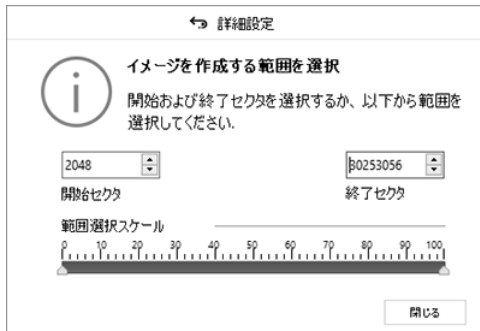 詳細設定
イメージを作成する範囲を選択
開始および終了セクタを選択するか、以下から範囲を
選択してください.
2048
30253056
開始セクタ
終了セクタ
範囲選択スケール
0 10 20 30 40 50 60 70 80 90 100
閉じる